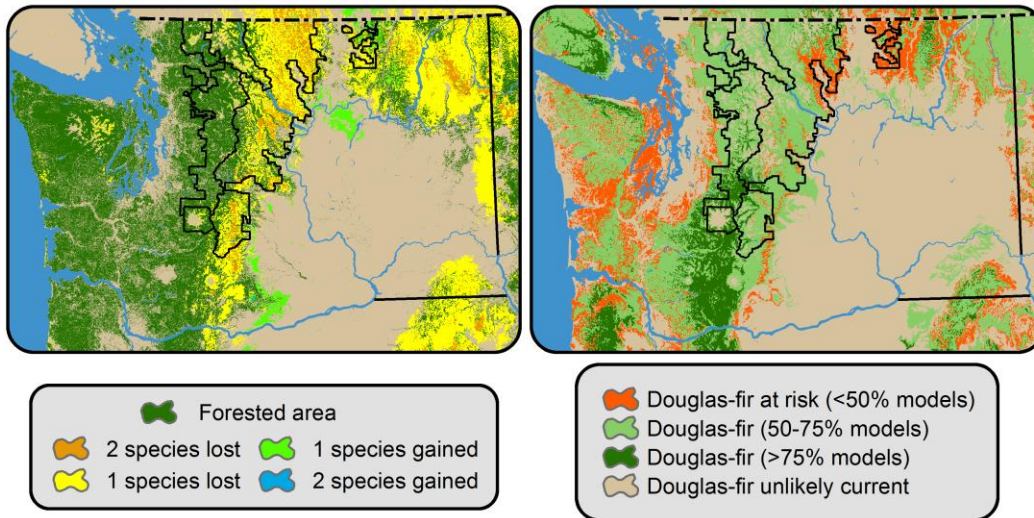 Forested area
2 species lost
1 species gained
1 species lost
2 species gained
Douglas-fir at risk (<50% models)
Douglas-fir (50-75% models)
Douglas-fir (>75% models)
Douglas-fir unlikely current